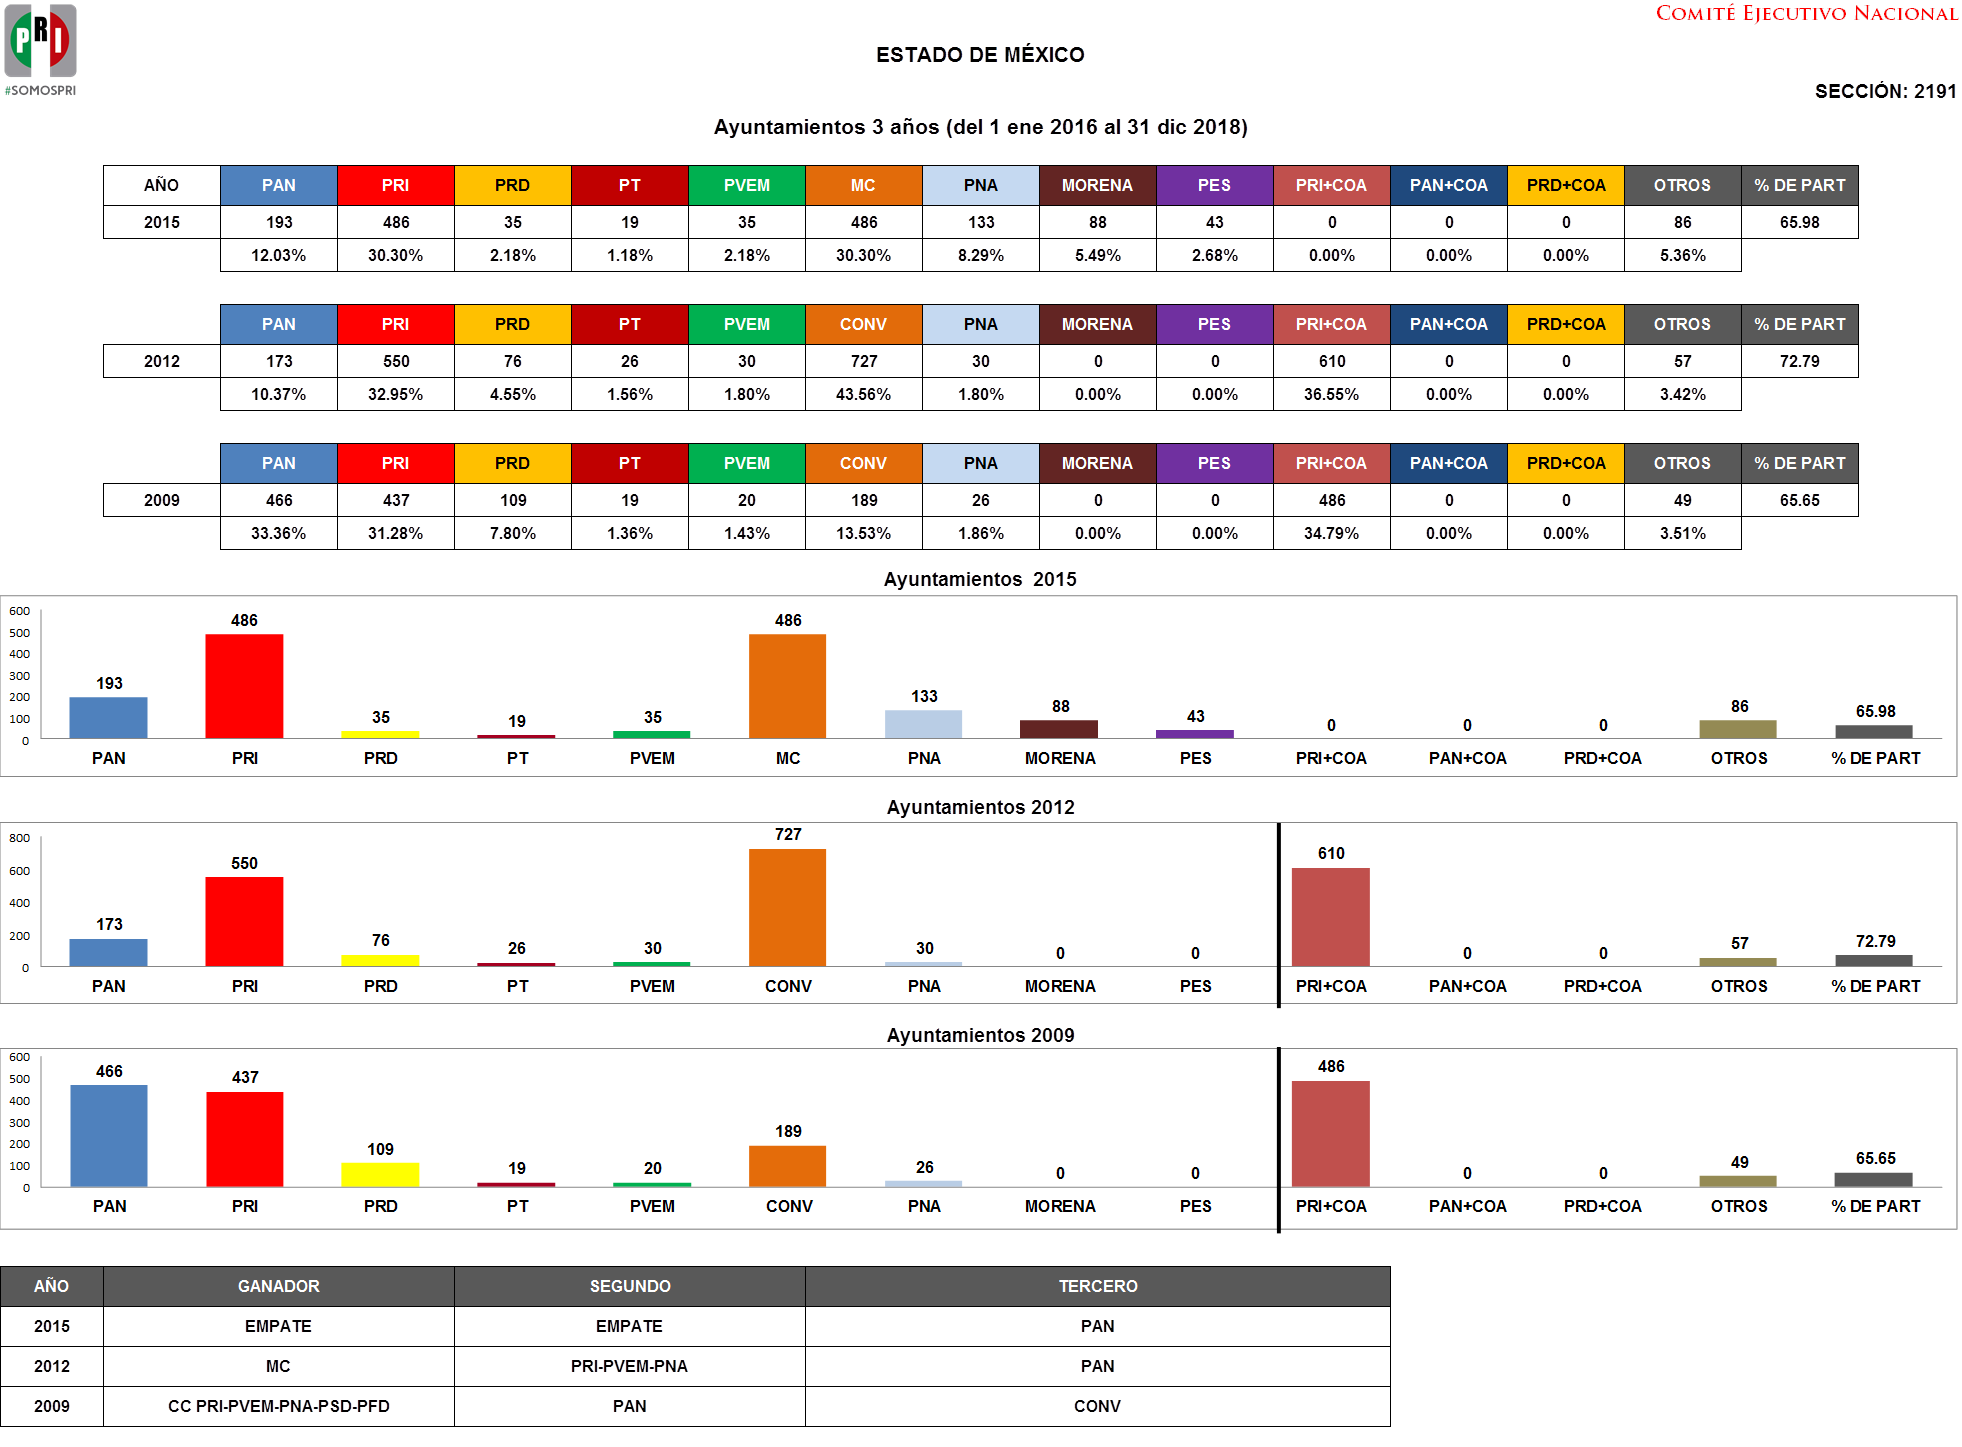 PRI
#SOMOSPRI
COMITÉ EJECUTIVO NACIONAL
ESTADO DE MÉXICO
SECCIÓN: 2191
Ayuntamientos 3 años (del 1 ene 2016 al 31 dic 2018)
AÑO PAN PRI PRD PT PVEM MC PNA MORENA PES PRI+COA PAN+COA PRD+COA OTROS % DE PART
2015 193 486 35 19 35 486 133 88 43 0 0 0 86 65.98
12.03% 30.30% 2.18% 1.18% 2.18% 30.30% 8.29% 5.49% 2.68% 0.00% 0.00% 0.00% 5.36%
PAN PRI PRD PT PVEM CONV PNA MORENA PES PRI+COA PAN+COA PRD+COA OTROS % DE PART
2012 173 550 76 26 30 727 30 0 0 610 0 0 57 72.79
10.37% 32.95% 4.55% 1.56% 1.80% 43.56% 1.80% 0.00% 0.00% 36.55% 0.00% 0.00% 3.42%
PAN PRI PRD PT PVEM CONV PNA MORENA PES PRI+COA PAN+COA PRD+COA OTROS % DE PART
2009 466 437 109 19 20 189 26 0 0 486 0 0 49 65.65
33.36% 31.28% 7.80% 1.36% 1.43% 13.53% 1.86% 0.00% 0.00% 34.79% 0.00% 0.00% 3.51%
Ayuntamientos 2015
600
500
400
300
200
100
0
193 486 35 19 35 486 133 88 43 0 0 0 86 65.98
PAN PRI PRD PT PVEM MC PNA MORENA PES PRI+COA PAN+COA PRD+COA OTROS % DE PART
Ayuntamientos 2012
800
600
400
200
0
173 550 76 26 30 727 30 0 0 610 0 0 57 72.79
PAN PRI PRD PT PVEM CONV PNA MORENA PES PRI+COA PAN+COA PRD+COA OTROS % DE PART
Ayuntamientos 2009
600
500
400
300
200
100
0
466 437 109 19 20 189 26 0 0 486 0 0 49 65.65
PAN PRI PRD PT PVEM CONV PNA MORENA PES PRI+COA PAN+COA PRD+COA OTROS % DE PART
AÑO GANADOR SEGUNDO TERCERO
2015 EMPATE EMPATE PAN
2012 MC PRI-PVEM-PNA PAN
2009 CC PRI-PVEM-PNA-PSD-PFD PAN CONV